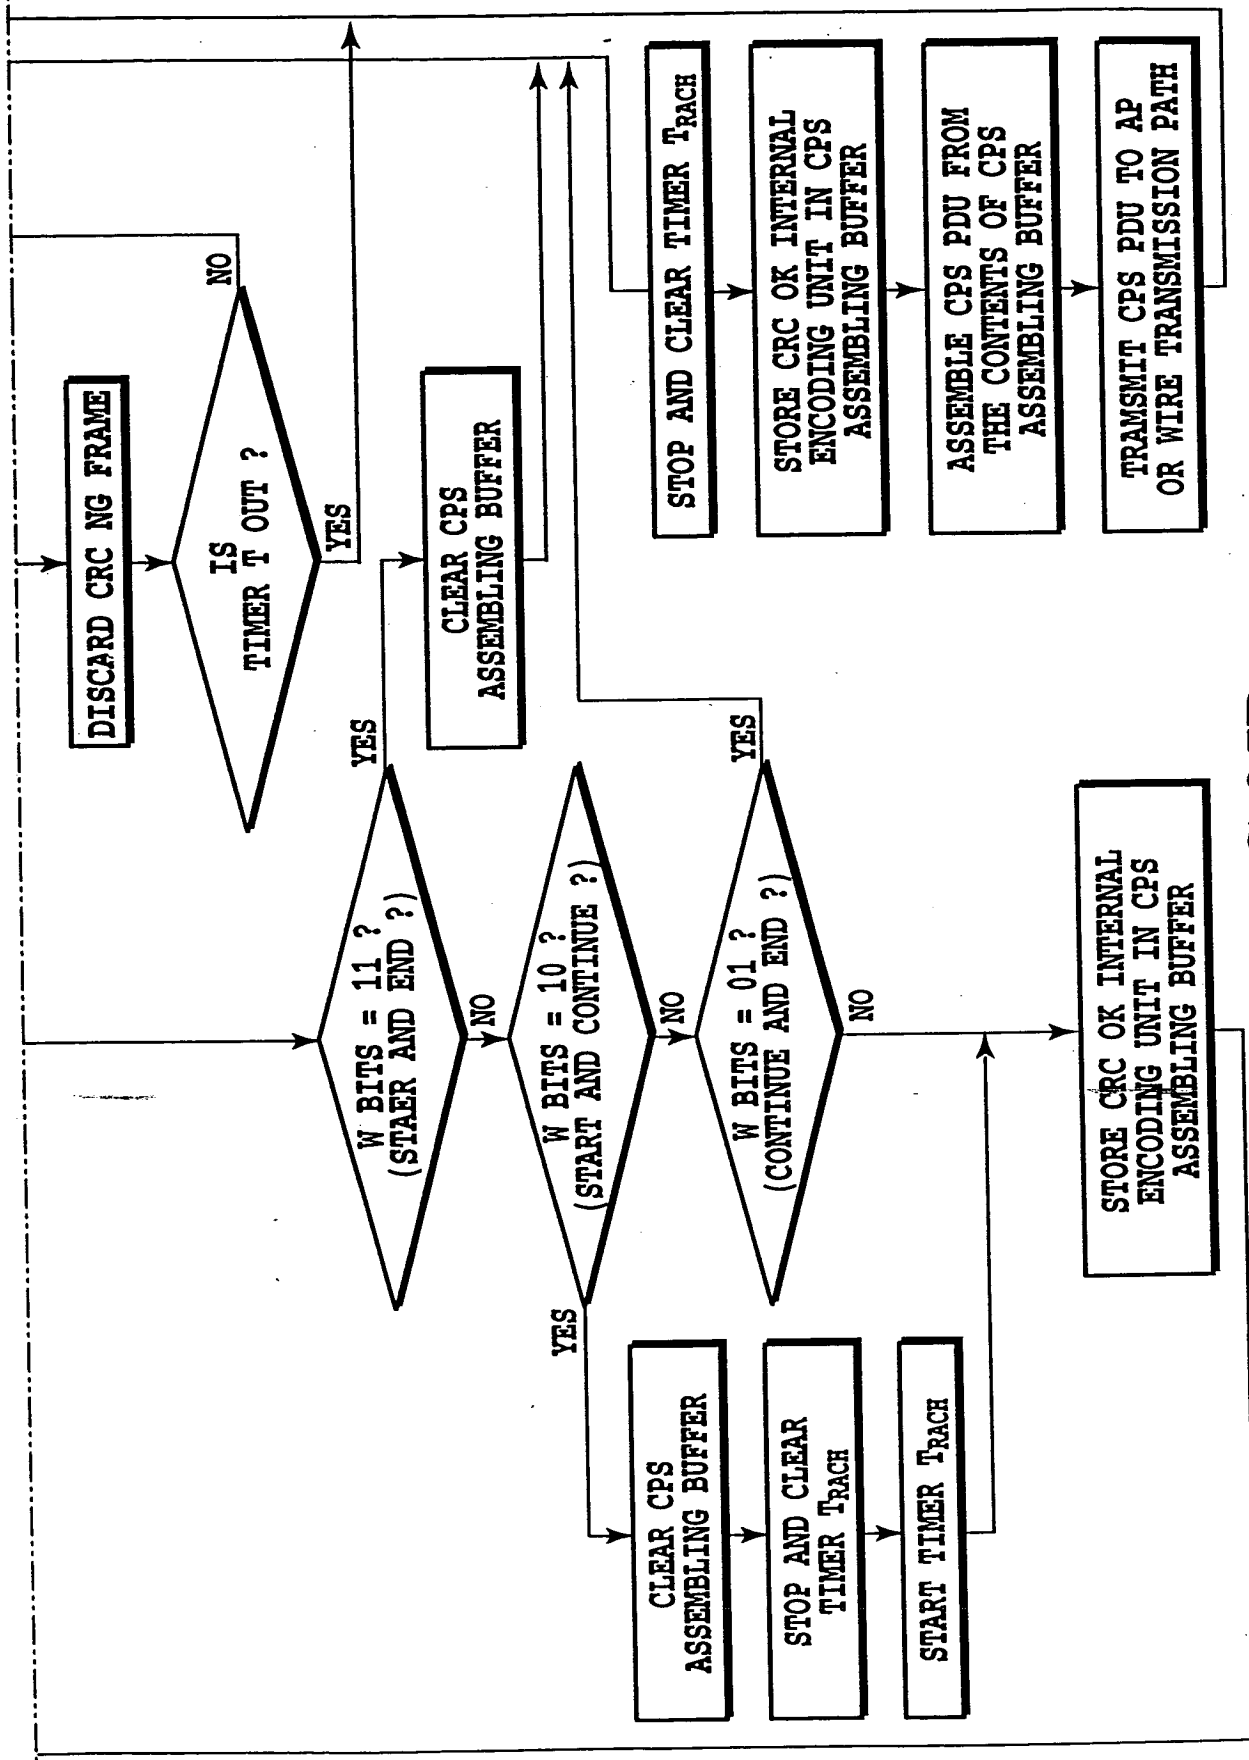 DISCARD CRC NG FRAME
IS
TIMER T OUT ?
NO
YES
W BITS = 11 ?
(STAER AND END ?)
YES
NO
CLEAR CPS
ASSEMBLING BUFFER
W BITS = 10 ?
(START AND CONTINUE ?)
YES
NO
W BITS = 01 ?
(CONTINUE AND END ?)
YES
NO
CLEAR CPS
ASSEMBLING BUFFER
STOP AND CLEAR
TIMER TRACH
START TIMER TRACH
STORE CRC OK INTERNAL
ENCODING UNIT IN CPS
ASSEMBLING BUFFER
STOP AND CLEAR TIMER TRACH
STORE CRC OK INTERNAL
ENCODING UNIT IN CPS
ASSEMBLING BUFFER
ASSEMBLE CPS PDU FROM
THE CONTENTS OF CPS
ASSEMBLING BUFFER
TRAMSMIT CPS PDU TO AP
OR WIRE TRANSMISSION PATH